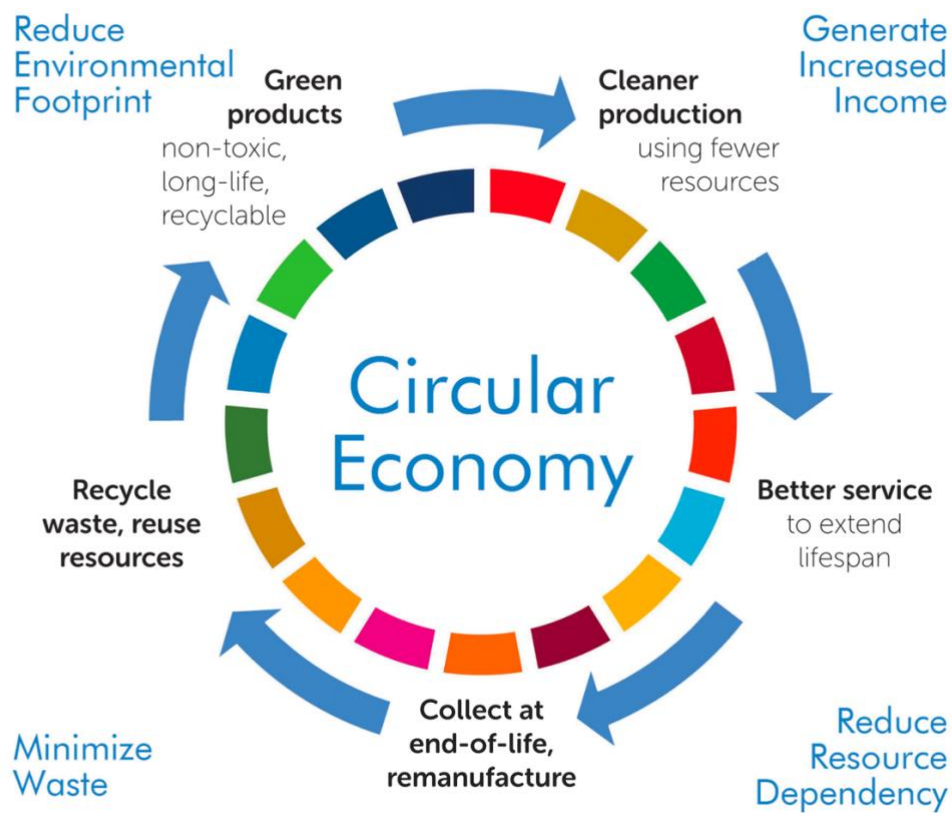 Reduce
Environmental
Footprint
Generate
Increased
Income
Green
products
non-toxic,
long-life,
recyclable
Cleaner
production
using fewer
resources
Circular
Economy
Recycle
waste, reuse
resources
Better service
to extend
lifespan
Collect at
end-of-life,
remanufacture
Minimize
Waste
Reduce
Resource
Dependency